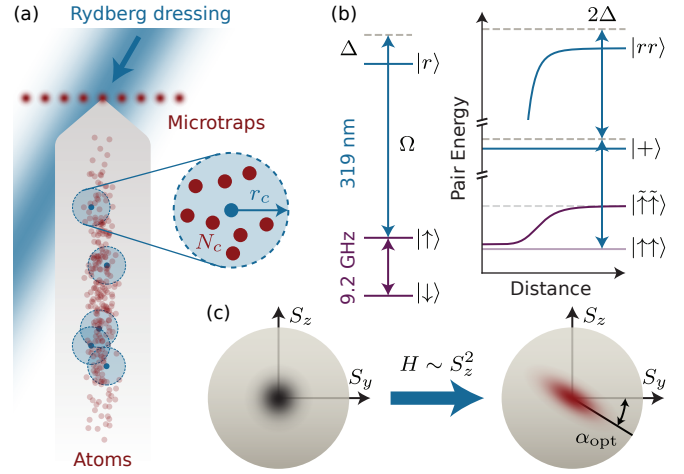 (a)
Rydberg dressing
Microtraps
r_c
N_c
Atoms
(b)
Δ
|r⟩
319 nm
Ω
|↑⟩
9.2 GHz
|↓⟩
2Δ
|rr⟩
Pair Energy
|+⟩
|↑̃↑̃⟩
|↑↑⟩
Distance
(c)
S_z
S_y
H ∼ S_z^2
S_z
S_y
α_opt